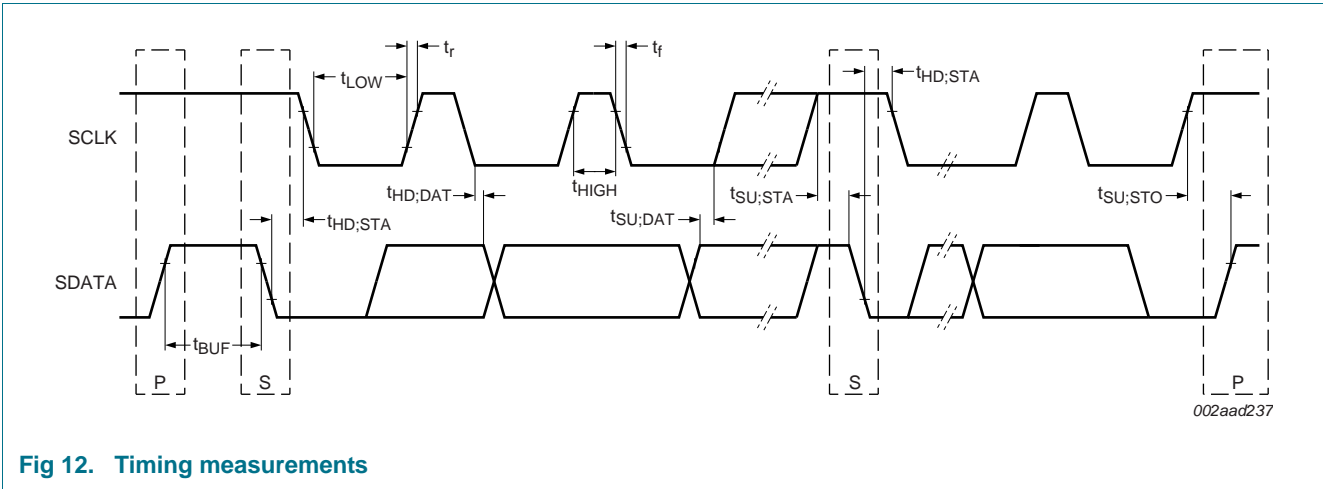 tr
tf
tLOW
tHD;STA
SCLK
tHD;DAT
tHIGH
tSU;DAT
tSU;STA
tSU;STO
tHD;STA
SDATA
tBUF
P
S
S
P
002aad237
Fig 12. Timing measurements